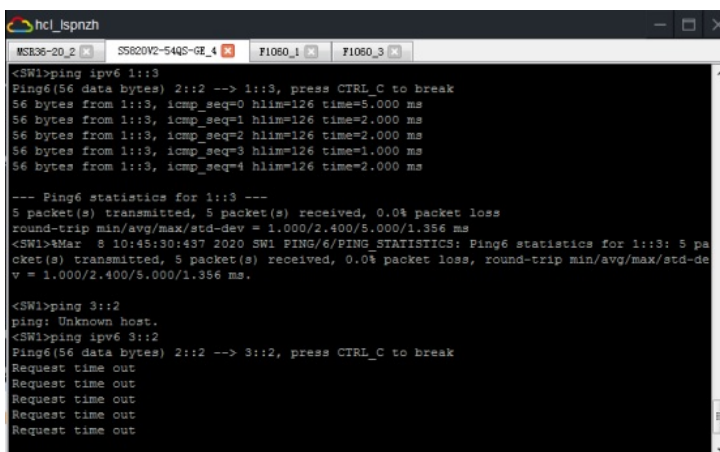 hcl_lspnzh
MSR36-20_2 S5820V2-54QS-GE_4 F1060_1 F1060_3
<SW1>ping ipv6 1::3
Ping6(56 data bytes) 2::2 --> 1::3, press CTRL_C to break
56 bytes from 1::3, icmp_seq=0 hlim=126 time=5.000 ms
56 bytes from 1::3, icmp_seq=1 hlim=126 time=2.000 ms
56 bytes from 1::3, icmp_seq=2 hlim=126 time=2.000 ms
56 bytes from 1::3, icmp_seq=3 hlim=126 time=1.000 ms
56 bytes from 1::3, icmp_seq=4 hlim=126 time=2.000 ms
--- Ping6 statistics for 1::3 ---
5 packet(s) transmitted, 5 packet(s) received, 0.0% packet loss
round-trip min/avg/max/std-dev = 1.000/2.400/5.000/1.356 ms
<SW1>%Mar  8 10:45:30:437 2020 SW1 PING/6/PING_STATISTICS: Ping6 statistics for 1::3: 5 pa
cket(s) transmitted, 5 packet(s) received, 0.0% packet loss, round-trip min/avg/max/std-de
v = 1.000/2.400/5.000/1.356 ms.
<SW1>ping 3::2
ping: Unknown host.
<SW1>ping ipv6 3::2
Ping6(56 data bytes) 2::2 --> 3::2, press CTRL_C to break
Request time out
Request time out
Request time out
Request time out
Request time out